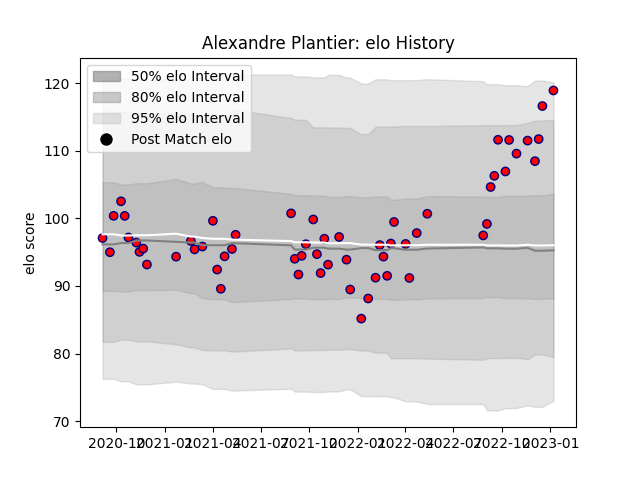 Alexandre Plantier: elo History
50% elo Interval
80% elo Interval
95% elo Interval
Post Match elo
elo score
120
110
100
90
80
70
2020-10 2021-01 2021-04 2021-07 2021-10 2022-01 2022-04 2022-07 2022-10 2023-01